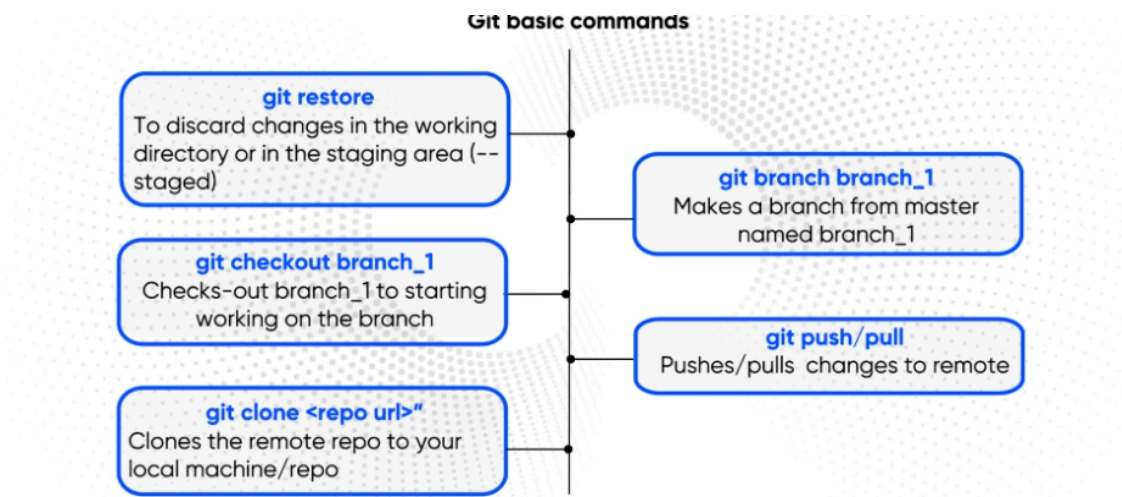 Git basic commands
git restore
To discard changes in the working
directory or in the staging area (--
staged)
git branch branch_1
Makes a branch from master
named branch_1
git checkout branch_1
Checks-out branch_1 to starting
working on the branch
git push/pull
Pushes/pulls changes to remote
git clone <repo url>”
Clones the remote repo to your
local machine/repo